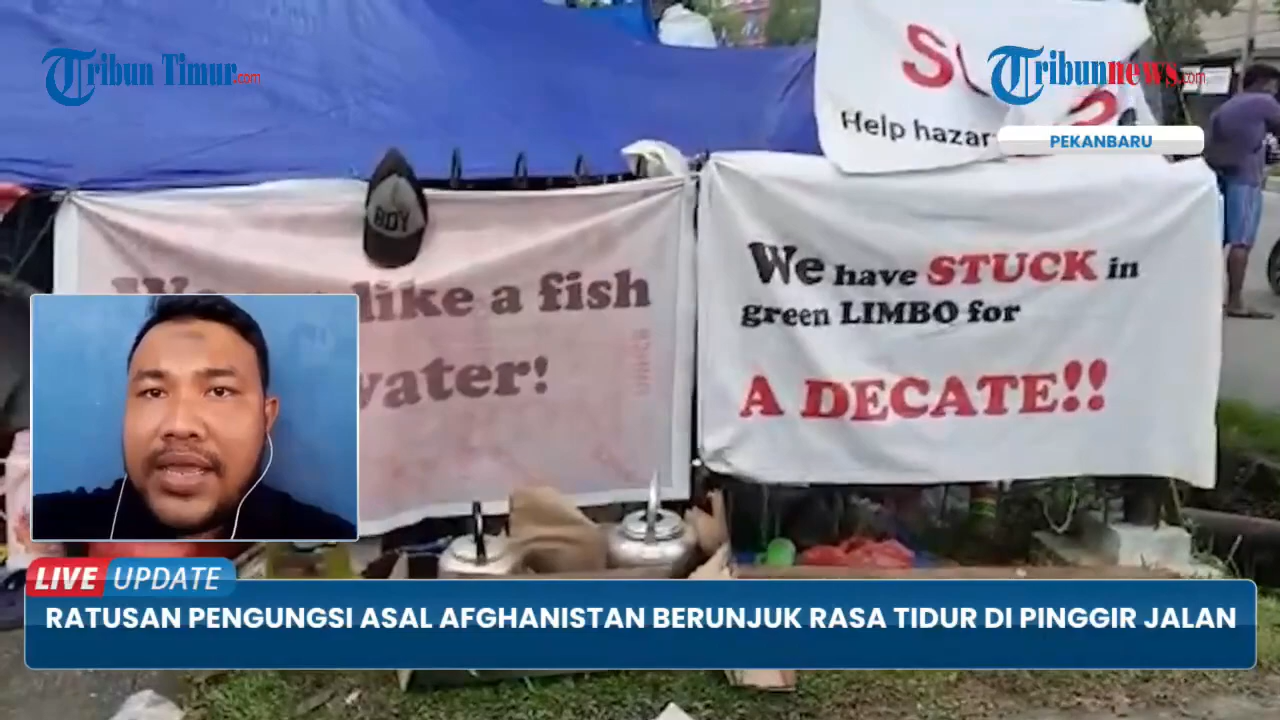 Tribun Timur.com
Tribunnews.com
PEKANBARU
Help
BOY
like a fish
water!
We have STUCK in
green LIMBO for
A DECATE!!
LIVE UPDATE
RATUSAN PENGUNGSI ASAL AFGHANISTAN BERUNJUK RASA TIDUR DI PINGGIR JALAN